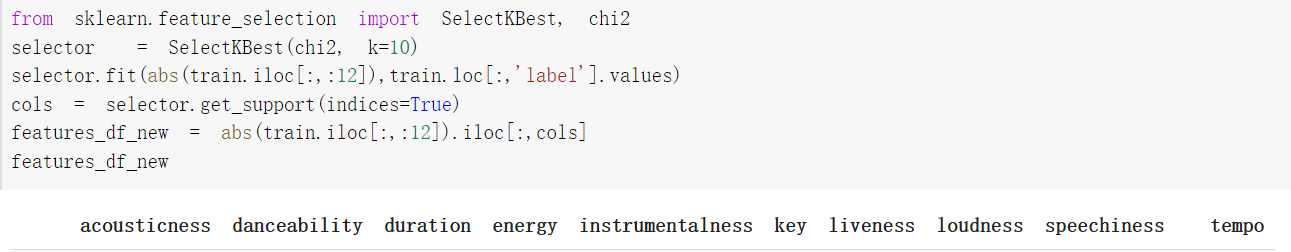 from sklearn.feature_selection import SelectKBest, chi2
selector = SelectKBest(chi2, k=10)
selector.fit(abs(train.iloc[:,:12]),train.loc[:,'label'].values)
cols = selector.get_support(indices=True)
features_df_new = abs(train.iloc[:,:12]).iloc[:,cols]
features_df_new
acousticness danceability duration energy instrumentalness key liveness loudness speechiness tempo